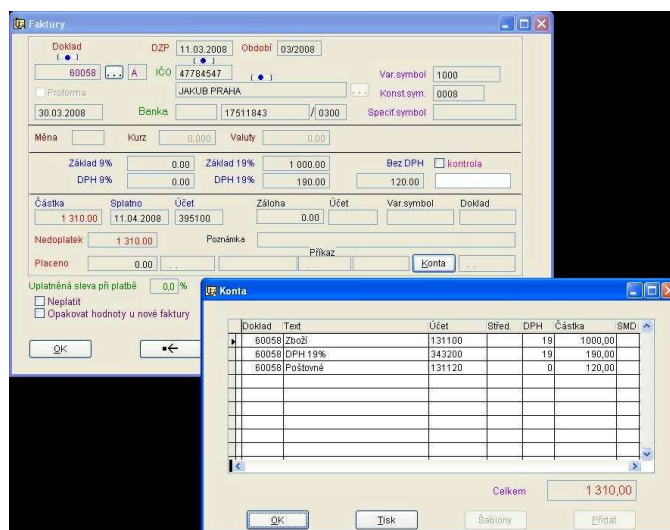 Faktury
Doklad DZP 11.03.2008 Období 03/2008
60058 ... A IČO 47784547 Var.symbol 1000
Proforma JAKUB PRAHA ... Konst.sym. 0008
30.03.2008 Banka 17511843 / 0300 Specif.symbol
Měna Kurz 0.000 Valuty 0.00
Základ 9% 0.00 Základ 19% 1 000.00 Bez DPH kontrola
DPH 9% 0.00 DPH 19% 190.00 120.00
Částka Splatno Účet Záloha Účet Var.symbol Doklad
1 310.00 11.04.2008 395100 0.00
Nedoplatek 1 310.00 Poznámka
Příkaz
Placeno 0.00 . . . . Konta . .
Uplatněná sleva při platbě 0,0 %
Neplatit
Opakovat hodnoty u nové faktury
OK
Konta
Doklad Text Účet Střed. DPH Částka SMD
60058 Zboží 131100 19 1000,00
60058 DPH 19% 343200 19 190,00
60058 Poštovné 131120 0 120,00
Celkem 1 310,00
OK Tisk Šablony Přidat